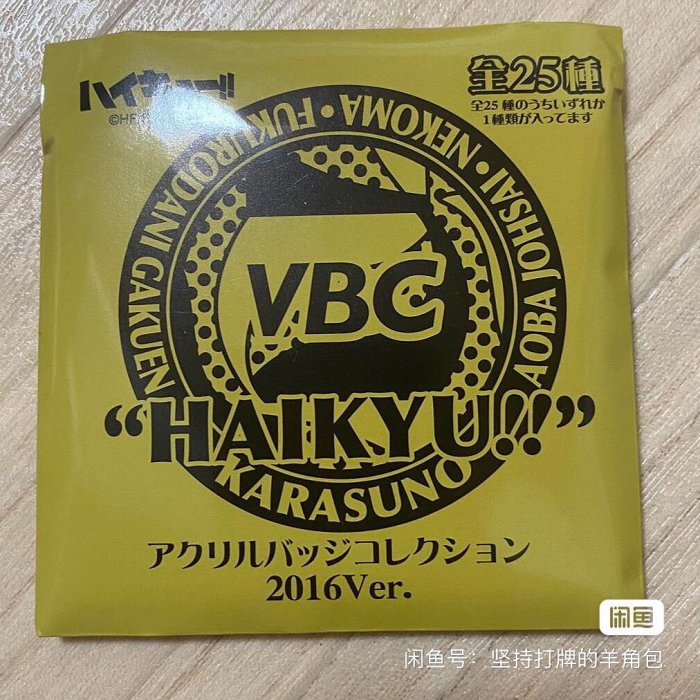 ハイキュー!!
全25種
全25種のうちいずれか
1種類が入ってます
FUKURODANI GAKUEN・NEKOMA・AOBA JOHSAI
VBC
“HAIKYU!!”
KARASUNO
アクリルバッジコレクション
2016Ver.
闲鱼
闲鱼号：坚持打牌的羊角包